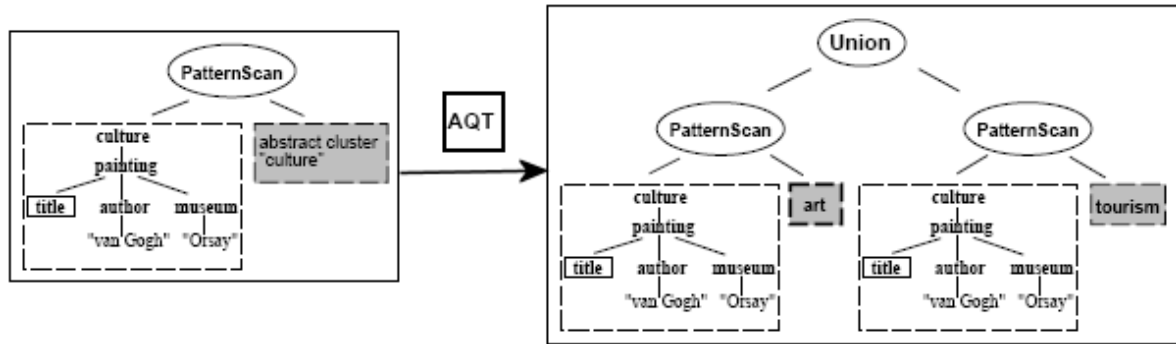 PatternScan
culture
painting
title author museum
"van Gogh" "Orsay"
abstract cluster
"culture"
AQT
Union
PatternScan PatternScan
culture
painting
title author museum
"van Gogh" "Orsay"
art
culture
painting
title author museum
"van Gogh" "Orsay"
tourism